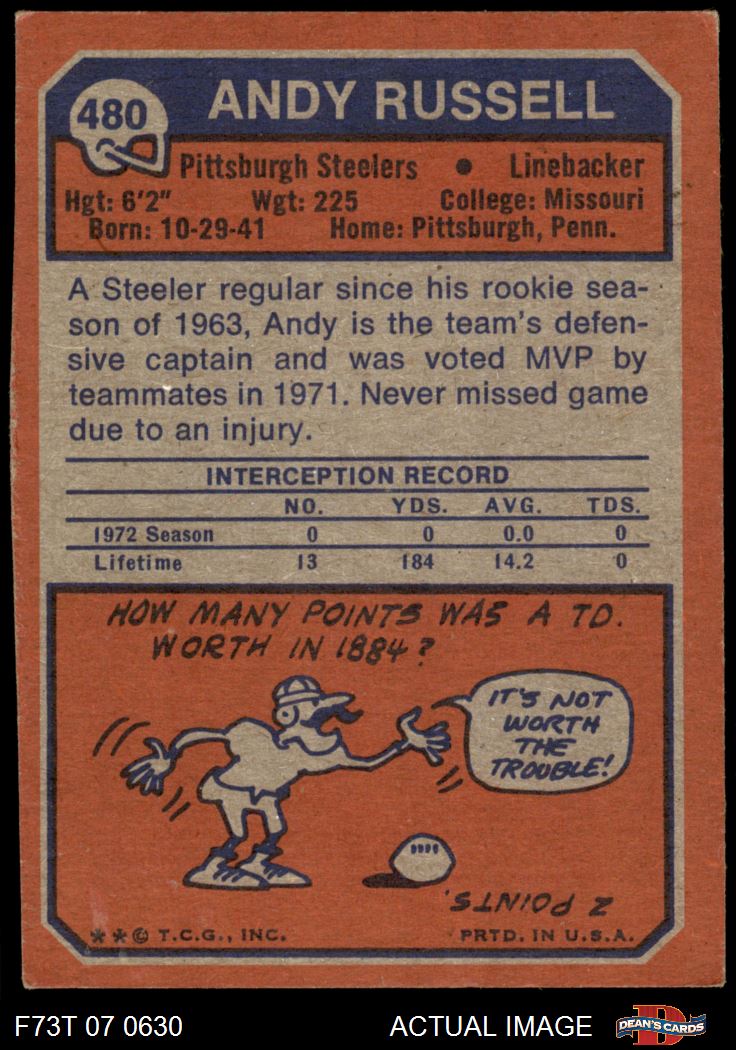 480
ANDY RUSSELL
Pittsburgh Steelers • Linebacker
Hgt: 6'2" Wgt: 225 College: Missouri
Born: 10-29-41 Home: Pittsburgh, Penn.
A Steeler regular since his rookie sea-
son of 1963, Andy is the team's defen-
sive captain and was voted MVP by
teammates in 1971. Never missed game
due to an injury.
INTERCEPTION RECORD
NO. YDS. AVG. TDS.
1972 Season 0 0 0.0 0
Lifetime 13 184 14.2 0
HOW MANY POINTS WAS A TD.
WORTH IN 1884?
IT'S NOT
WORTH
THE
TROUBLE!
2 POINTS.
** © T.C.G., INC. PRTD. IN U.S.A.
F73T 07 0630 ACTUAL IMAGE
D
DEAN'S CARDS